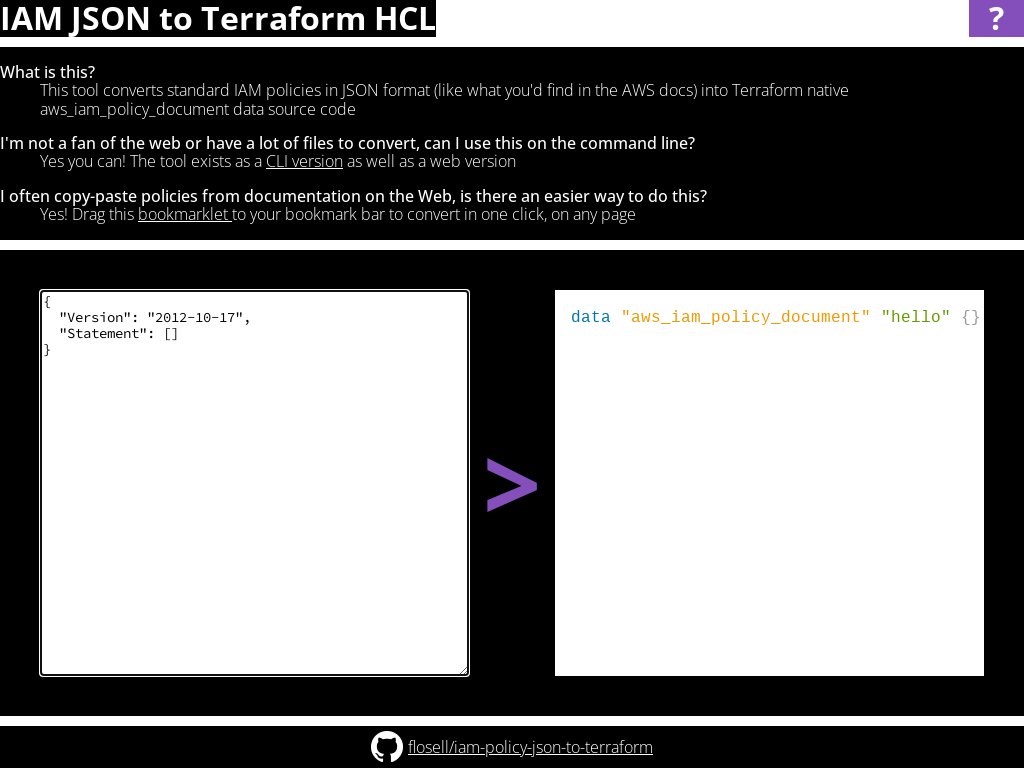 IAM JSON to Terraform HCL
?
What is this?
This tool converts standard IAM policies in JSON format (like what you'd find in the AWS docs) into Terraform native
aws_iam_policy_document data source code
I'm not a fan of the web or have a lot of files to convert, can I use this on the command line?
Yes you can! The tool exists as a CLI version as well as a web version
I often copy-paste policies from documentation on the Web, is there an easier way to do this?
Yes! Drag this bookmarklet to your bookmark bar to convert in one click, on any page
{
  "Version": "2012-10-17",
  "Statement": []
}
>
data "aws_iam_policy_document" "hello" {}
flosell/iam-policy-json-to-terraform